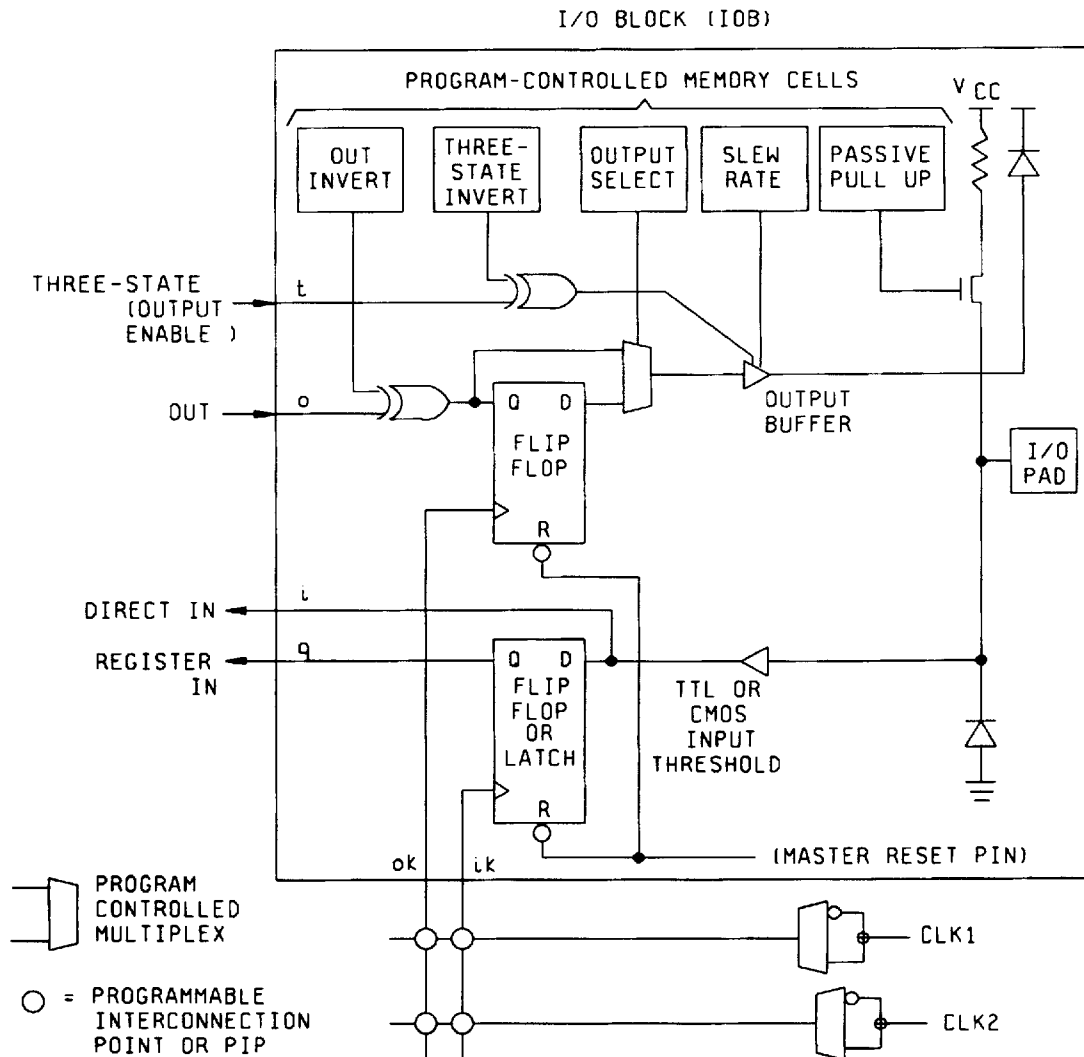 I/O BLOCK (IOB)
PROGRAM-CONTROLLED MEMORY CELLS
V CC
OUT
INVERT
THREE-
STATE
INVERT
OUTPUT
SELECT
SLEW
RATE
PASSIVE
PULL UP
THREE-STATE
(OUTPUT
ENABLE )
t
OUT
o
Q D
FLIP
FLOP
R
OUTPUT
BUFFER
I/O
PAD
DIRECT IN
i
REGISTER
IN
q
Q D
FLIP
FLOP
OR
LATCH
R
TTL OR
CMOS
INPUT
THRESHOLD
(MASTER RESET PIN)
ok
ik
PROGRAM
CONTROLLED
MULTIPLEX
CLK1
O = PROGRAMMABLE
INTERCONNECTION
POINT OR PIP
CLK2